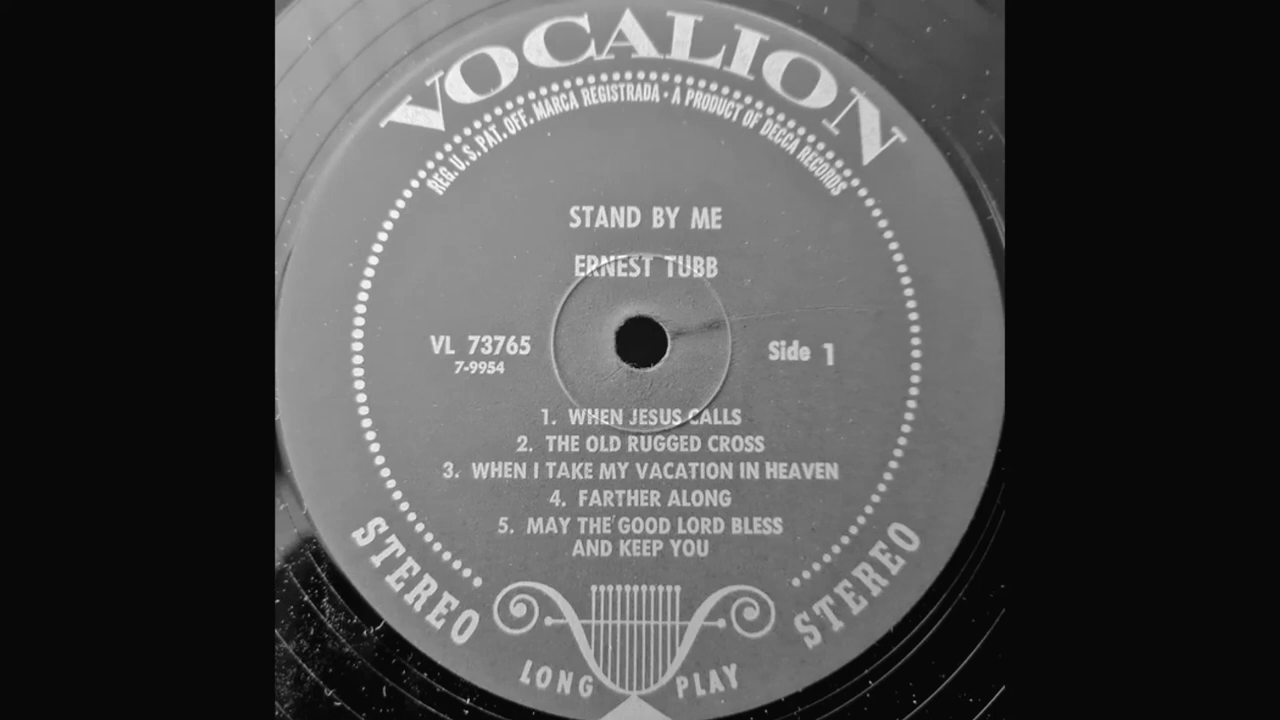 VOCALION
REG. U.S. PAT. OFF. MARCA REGISTRADA • A PRODUCT OF DECCA RECORDS
STAND BY ME
ERNEST TUBB
VL 73765
7-9954
Side 1
1. WHEN JESUS CALLS
2. THE OLD RUGGED CROSS
3. WHEN I TAKE MY VACATION IN HEAVEN
4. FARTHER ALONG
5. MAY THE GOOD LORD BLESS
AND KEEP YOU
STEREO
STEREO
LONG PLAY